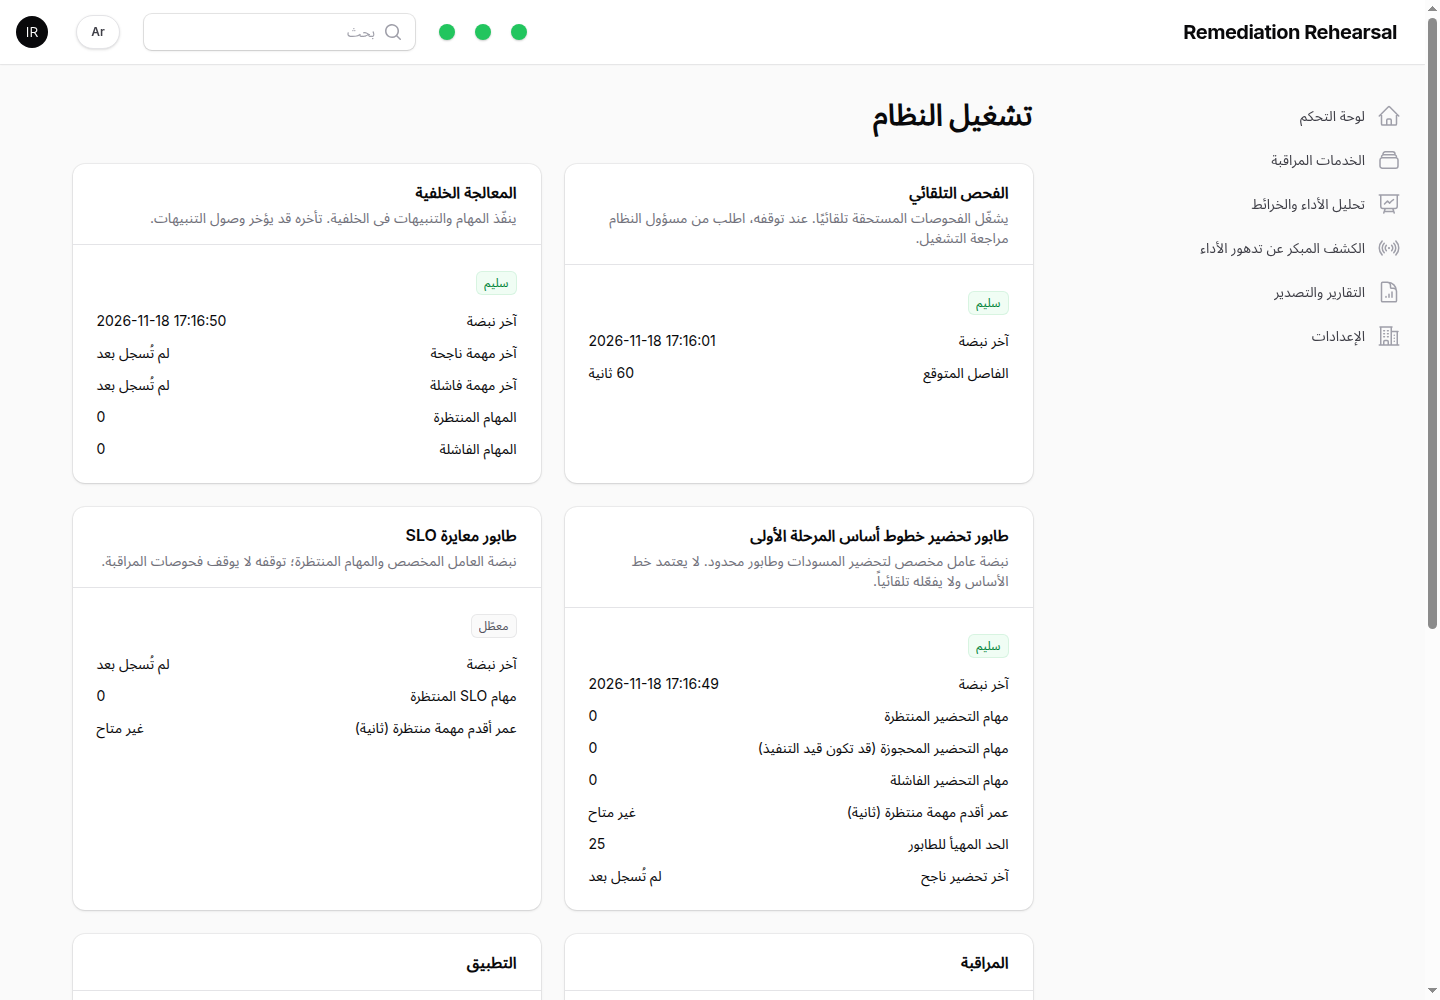 Remediation Rehearsal
بحث
Ar
IR
لوحة التحكم
الخدمات المراقبة
تحليل الأداء والخرائط
الكشف المبكر عن تدهور الأداء
التقارير والتصدير
الإعدادات
تشغيل النظام
الفحص التلقائي
يشغّل الفحوصات المستحقة تلقائيًا. عند توقفه، اطلب من مسؤول النظام
مراجعة التشغيل.
سليم
آخر نبضة 2026-11-18 17:16:01
الفاصل المتوقع 60 ثانية
المعالجة الخلفية
ينفّذ المهام والتنبيهات في الخلفية. تأخره قد يؤخر وصول التنبيهات.
سليم
آخر نبضة 2026-11-18 17:16:50
آخر مهمة ناجحة لم تُسجل بعد
آخر مهمة فاشلة لم تُسجل بعد
المهام المنتظرة 0
المهام الفاشلة 0
طابور تحضير خطوط أساس المرحلة الأولى
نبضة عامل مخصص لتحضير المسودات وطابور محدود. لا يعتمد خط
الأساس ولا يفعّله تلقائياً.
سليم
آخر نبضة 2026-11-18 17:16:49
مهام التحضير المنتظرة 0
مهام التحضير المحجوزة (قد تكون قيد التنفيذ) 0
مهام التحضير الفاشلة 0
عمر أقدم مهمة منتظرة (ثانية) غير متاح
الحد المهيأ للطابور 25
آخر تحضير ناجح لم تُسجل بعد
طابور معايرة SLO
نبضة العامل المخصص والمهام المنتظرة؛ توقفه لا يوقف فحوصات المراقبة.
معطّل
آخر نبضة لم تُسجل بعد
مهام SLO المنتظرة 0
عمر أقدم مهمة منتظرة (ثانية) غير متاح
المراقبة
التطبيق